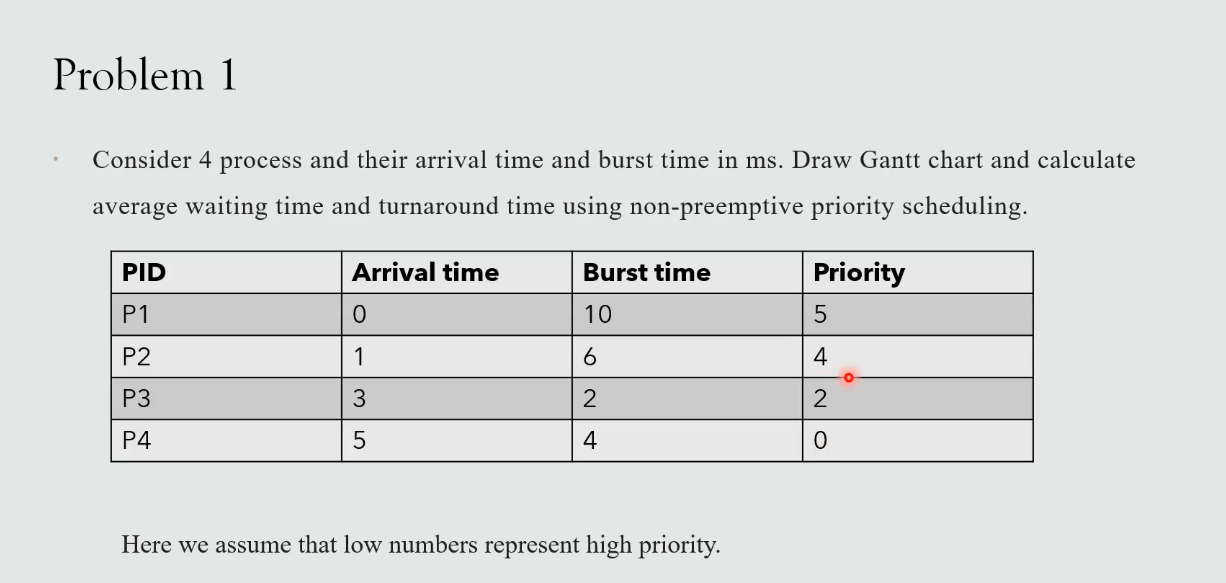 Problem 1
Consider 4 process and their arrival time and burst time in ms. Draw Gantt chart and calculate
average waiting time and turnaround time using non-preemptive priority scheduling.
PID Arrival time Burst time Priority
P1 0 10 5
P2 1 6 4
P3 3 2 2
P4 5 4 0
Here we assume that low numbers represent high priority.